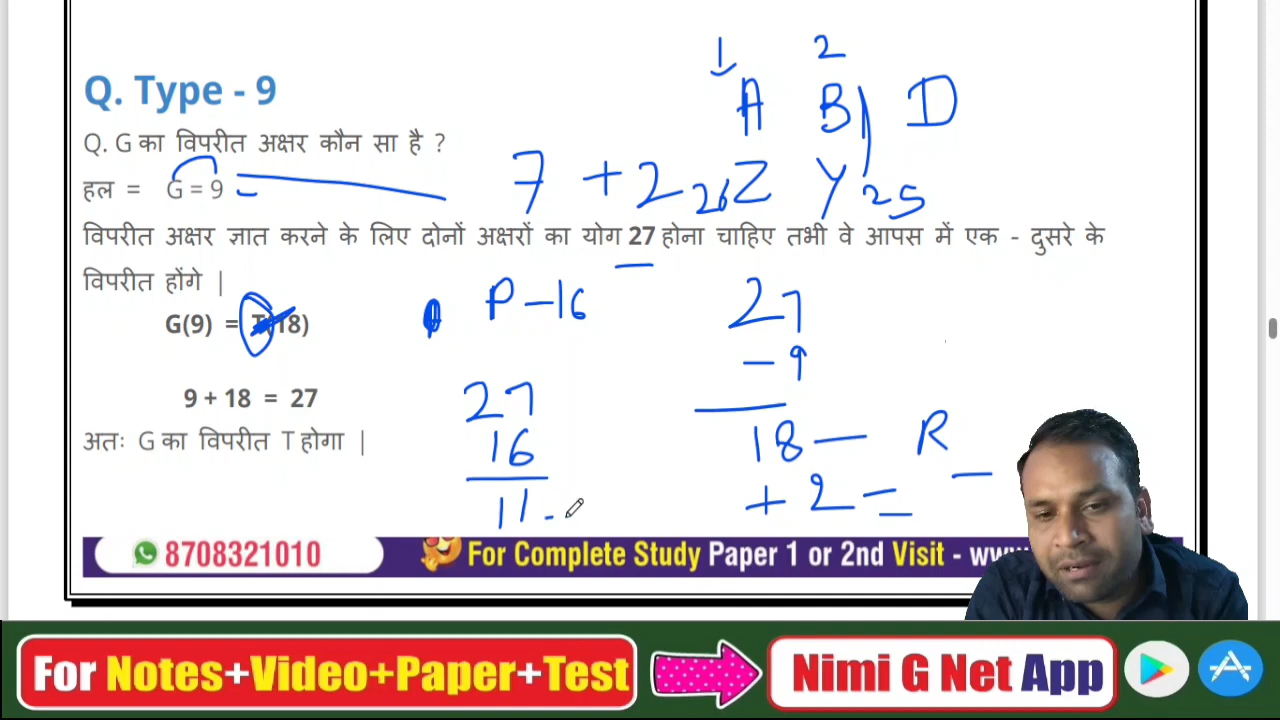 Q. Type - 9
Q. G का विपरीत अक्षर कौन सा है ?
हल = G = 9
विपरीत अक्षर ज्ञात करने के लिए दोनों अक्षरों का योग 27 होना चाहिए तभी वे आपस में एक - दुसरे के
विपरीत होंगे |
G(9) = T(18)
9 + 18 = 27
अतः G का विपरीत T होगा |
1 2
A B D
7 + 2 26 Z Y 25
P - 16
27
16
11 -
27
- 9
18 — R
+ 2 =
8708321010
For Complete Study Paper 1 or 2nd Visit - www
For Notes+Video+Paper+Test
Nimi G Net App